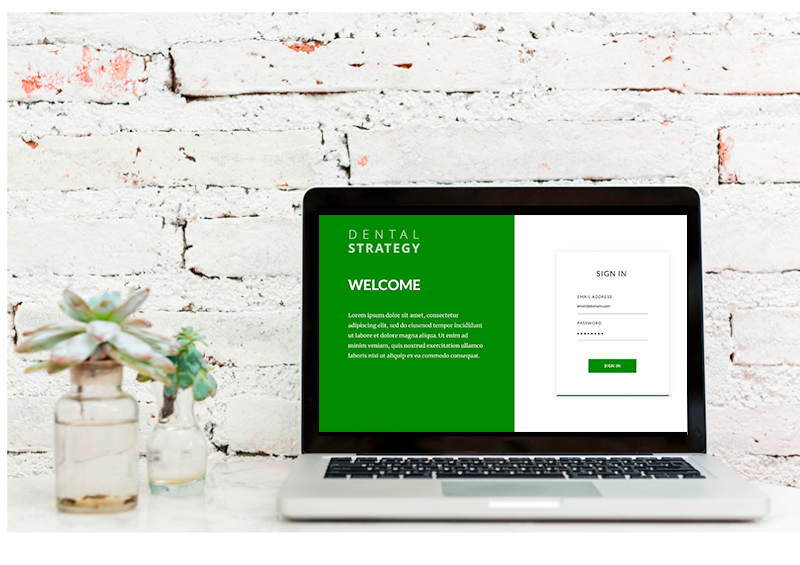 DENTAL
STRATEGY
WELCOME
Lorem ipsum dolor sit amet, consectetur
adipiscing elit, sed do eiusmod tempor incididunt
ut labore et dolore magna aliqua. Ut enim ad
minim veniam, quis nostrud exercitation ullamco
laboris nisi ut aliquip ex ea commodo consequat.
SIGN IN
EMAIL ADDRESS
email@domain.com
PASSWORD
••••••••
SIGN IN